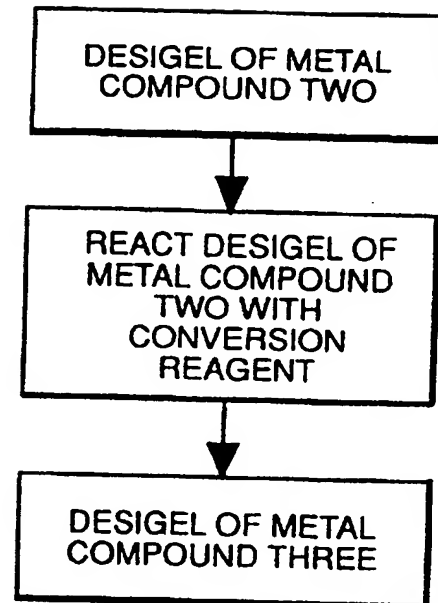 DESIGEL OF METAL
COMPOUND TWO
REACT DESIGEL OF
METAL COMPOUND
TWO WITH
CONVERSION
REAGENT
DESIGEL OF METAL
COMPOUND THREE